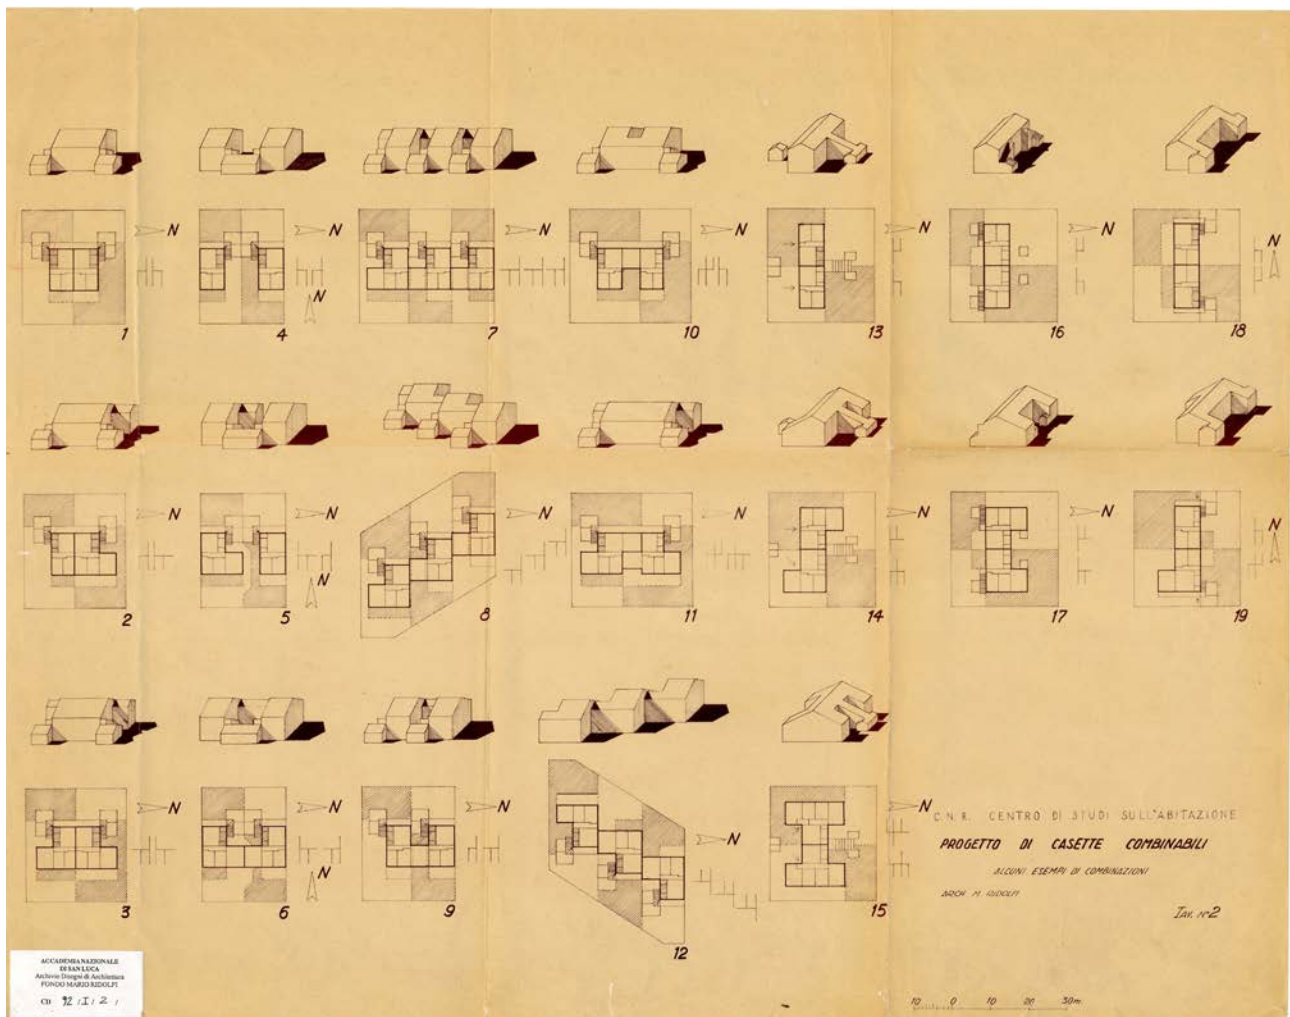 N
1
N
N
4
N
7
N
10
N
13
N
16
N
18
N
2
N
N
5
N
8
N
11
N
14
N
17
N
19
N
3
N
N
6
N
9
N
12
N
15
C.N.R. CENTRO DI STUDI SULL'ABITAZIONE
PROGETTO DI CASETTE COMBINABILI
ALCUNI ESEMPI DI COMBINAZIONI
ARCH. M. RIDOLFI
TAV. N°2
ACCADEMIA NAZIONALE
DI SAN LUCA
Archivio Disegni di Architettura
FONDO MARIO RIDOLFI
CD 92 / I / 2 /
10 0 10 20 30m